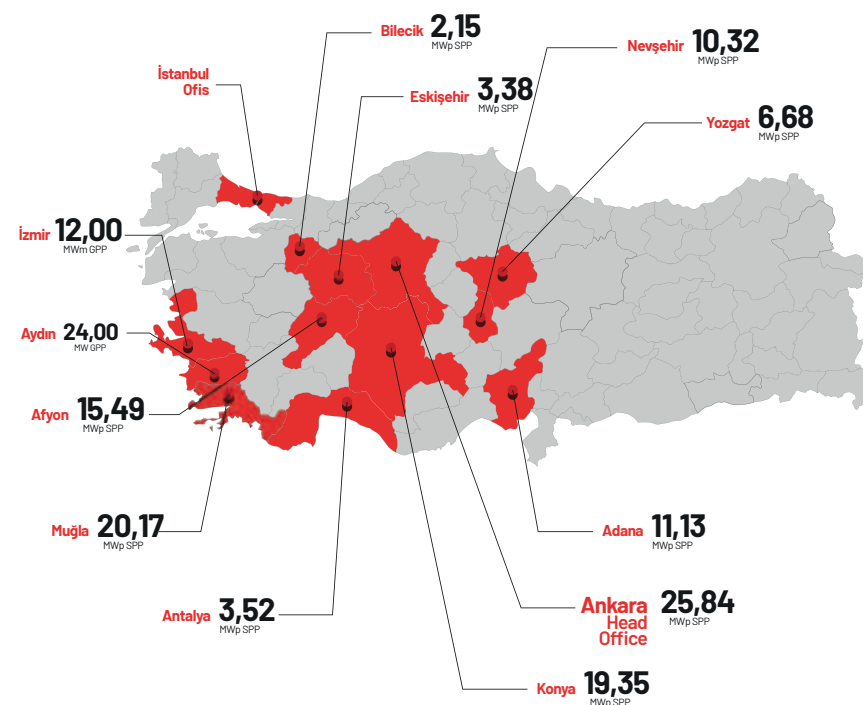 Bilecik 2,15
MWp SPP
Nevşehir 10,32
MWp SPP
İstanbul
Ofis
Eskişehir 3,38
MWp SPP
Yozgat 6,68
MWp SPP
İzmir 12,00
MWm GPP
Aydın 24,00
MW GPP
Afyon 15,49
MWp SPP
Muğla 20,17
MWp SPP
Adana 11,13
MWp SPP
Antalya 3,52
MWp SPP
Ankara 25,84
MWp SPP
Head
Office
Konya 19,35
MWp SPP